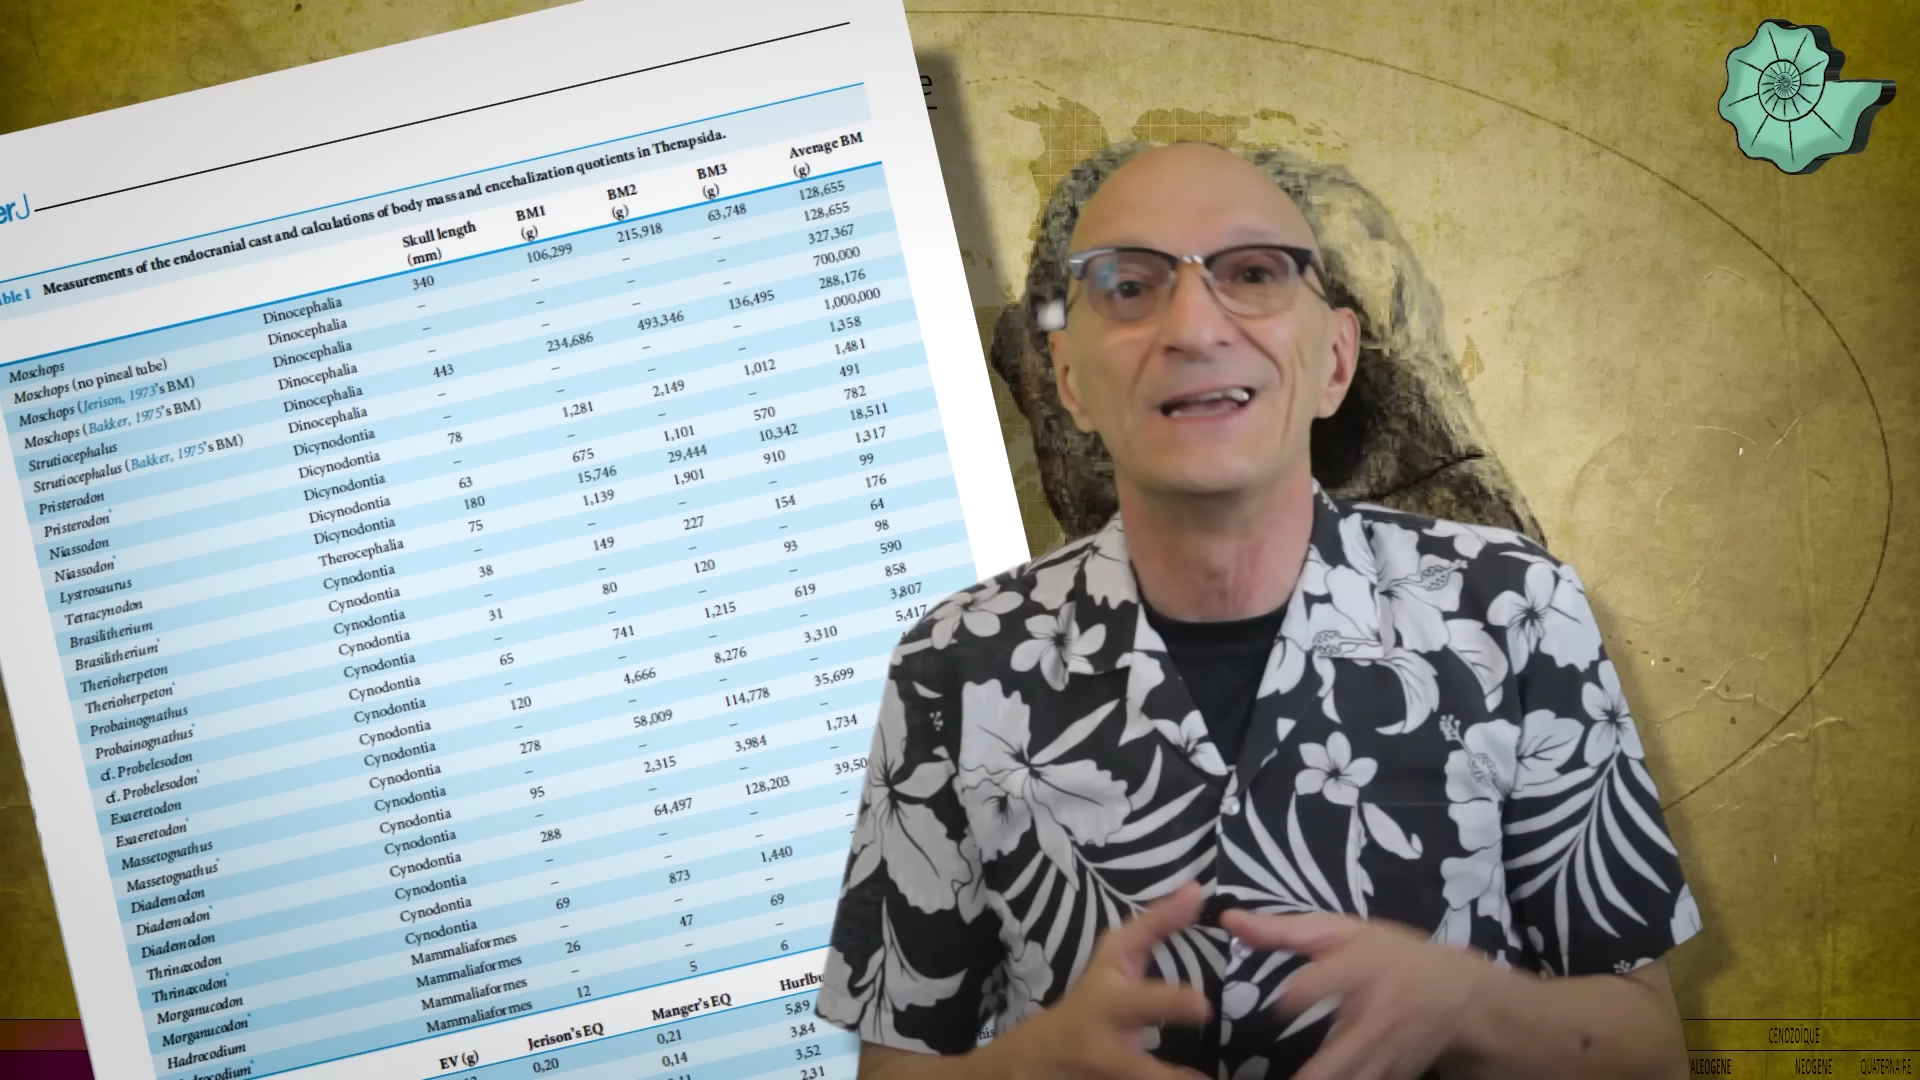 erJ
Table 1 Measurements of the endocranial cast and calculations of body mass and encehalization quotients in Therapsida.
Skull length (mm) BM1 (g) BM2 (g) BM3 (g) Average BM (g)
Moschops Dinocephalia 340 106,299 215,918 63,748 128,655
Moschops (no pineal tube) Dinocephalia – – – – 128,655
Moschops (Jerison, 1973's BM) Dinocephalia – – – – 327,367
Moschops (Bakker, 1975's BM) Dinocephalia – – – – 700,000
Strutiocephalus Dinocephalia 443 234,686 493,346 136,495 288,176
Strutiocephalus (Bakker, 1975's BM) Dinocephalia – – – – 1,000,000
Pristerodon Dicynodontia 78 1,281 2,149 1,012 1,358
Pristerodon* Dicynodontia – – – 1,481
Niassodon Dicynodontia 63 675 1,101 570 491
Niassodon* Dicynodontia 782
Lystrosaurus Dicynodontia 180 15,746 29,444 10,342 18,511
Tetracynodon Therocephalia 75 1,139 1,901 910 1,317
Brasilitherium Cynodontia – – – – 99
Brasilitherium* Cynodontia 38 149 227 154 176
Therioherpeton Cynodontia – – – – 64
Therioherpeton* Cynodontia 31 80 120 93 98
Probainognathus Cynodontia – – – – 590
Probainognathus* Cynodontia 65 741 1,215 619 858
cf. Probelesodon Cynodontia – – – – 3,807
cf. Probelesodon* Cynodontia 120 4,666 8,276 3,310 5,417
Exaeretodon Cynodontia – – – –
Exaeretodon* Cynodontia 278 58,009 114,778 35,699
Massetognathus Cynodontia – – –
Massetognathus* Cynodontia 95 2,315 3,984 1,734
Diademodon Cynodontia – – –
Diademodon* Cynodontia 288 64,497 128,203 39,50
Diademodon Cynodontia – – –
Thrinaxodon Cynodontia – – –
Thrinaxodon* Cynodontia 69 873 1,440
Morganucodon Mammaliaformes – – –
Morganucodon* Mammaliaformes 26 47 69
Hadrocodium Mammaliaformes – –
Hadrocodium* Mammaliaformes 12 5 6
EV (g) Jerison's EQ Manger's EQ Hurlbu
0,20 0,21 5,89
0,14 3,84
3,52
2,31
CENOZOÏQUE
ALEOGENE NEOGENE QUATERNAIRE